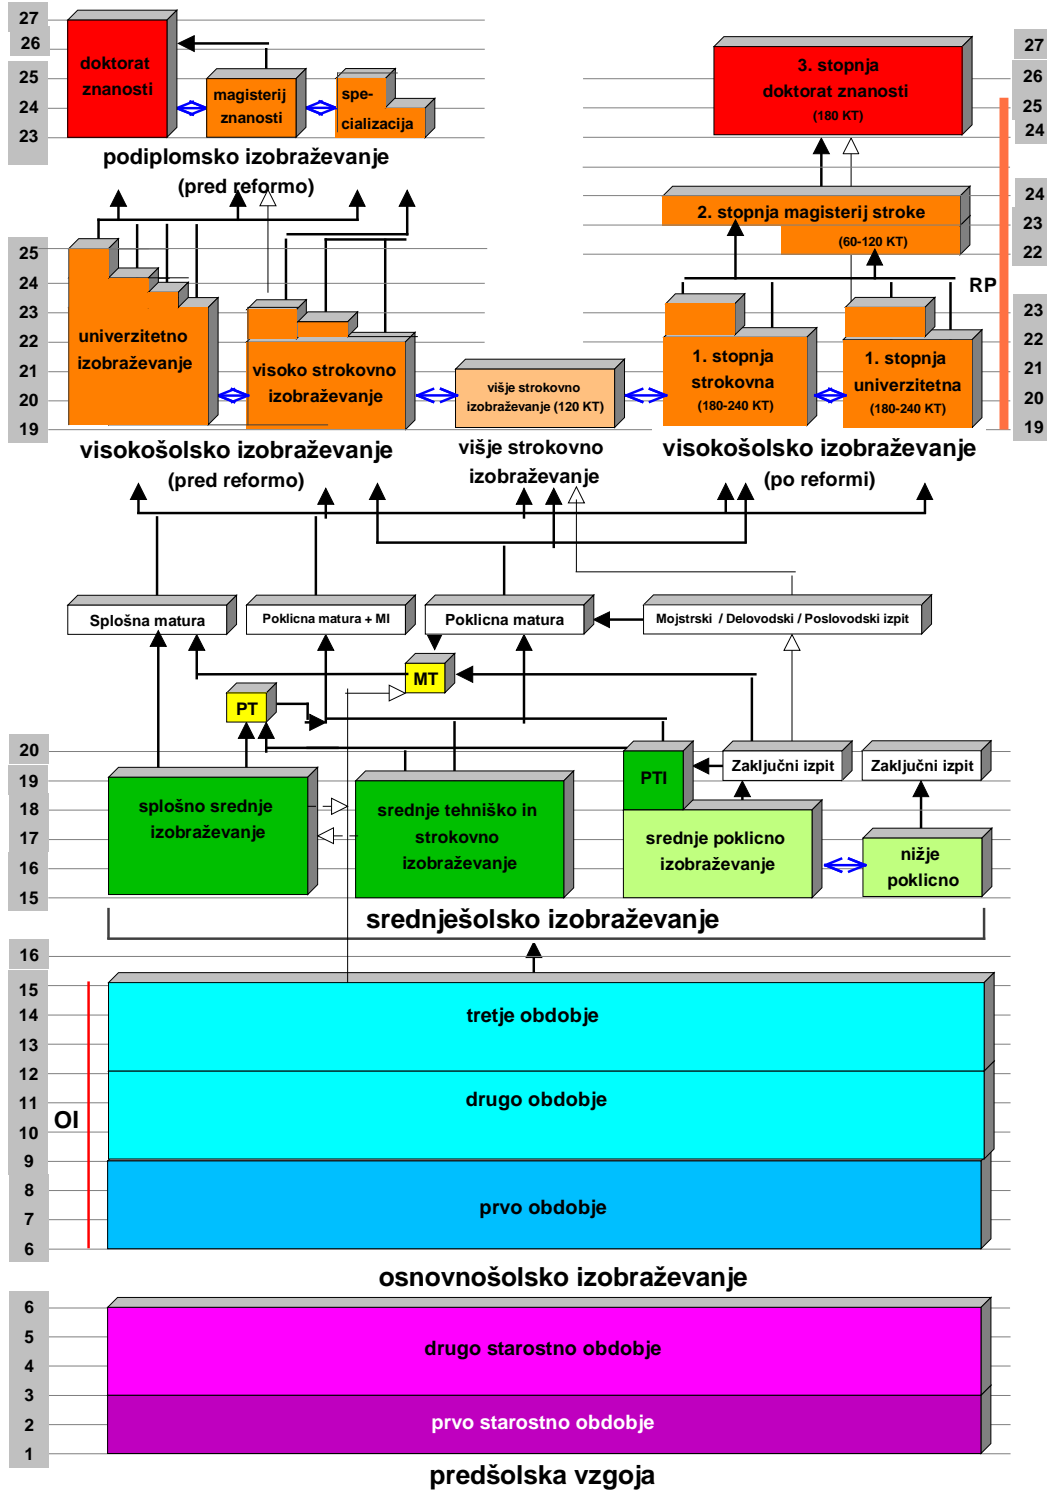 27
26
25
24
23
doktorat
znanosti
magisterij
znanosti
spe-
cializacija
podiplomsko izobraževanje
(pred reformo)
3. stopnja
doktorat znanosti
(180 KT)
27
26
25
24
2. stopnja magisterij stroke
(60-120 KT)
24
23
22
RP
25
24
23
22
21
20
19
univerzitetno
izobraževanje
visoko strokovno
izobraževanje
višje strokovno
izobraževanje (120 KT)
1. stopnja
strokovna
(180-240 KT)
1. stopnja
univerzitetna
(180-240 KT)
23
22
21
20
19
visokošolsko izobraževanje
(pred reformo)
višje strokovno
izobraževanje
visokošolsko izobraževanje
(po reformi)
Splošna matura
Poklicna matura + MI
Poklicna matura
Mojstrski / Delovodski / Poslovodski izpit
MT
PT
20
19
18
17
16
15
splošno srednje
izobraževanje
srednje tehniško in
strokovno
izobraževanje
PTI
Zaključni izpit
Zaključni izpit
srednje poklicno
izobraževanje
nižje
poklicno
srednješolsko izobraževanje
16
15
14
13
12
11
10
9
8
7
6
OI
tretje obdobje
drugo obdobje
prvo obdobje
osnovnošolsko izobraževanje
6
5
4
3
2
1
drugo starostno obdobje
prvo starostno obdobje
predšolska vzgoja